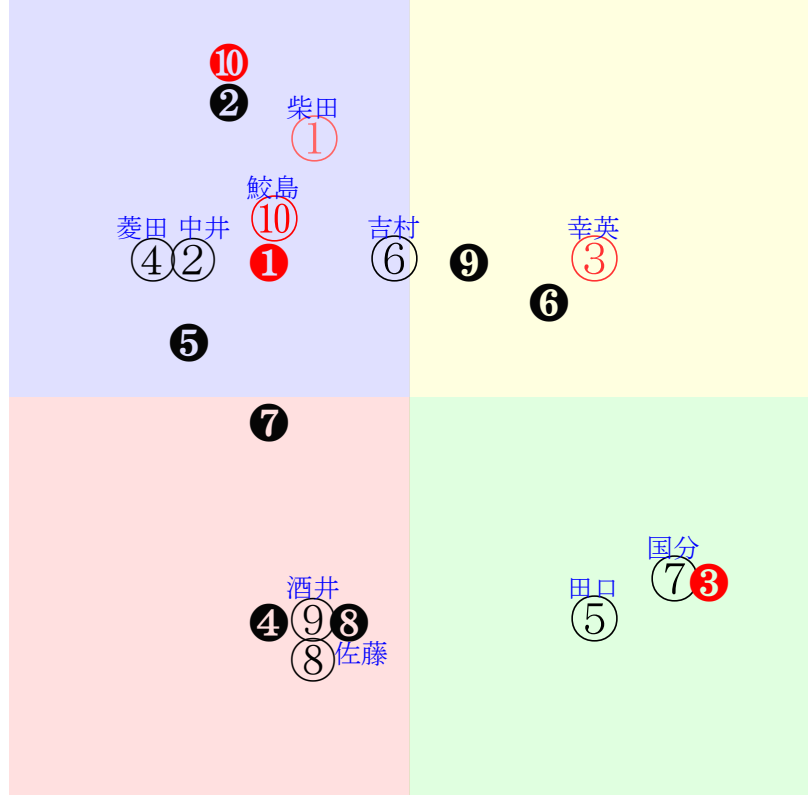 ❿
❷
柴田
①
鮫島
⑩
菱田 中井
④②
❶
吉村
⑥
❾
幸英
③
❻
❺
❼
国分
⑦❸
酒井
❹⑨❽
⑧佐藤
田口
⑤